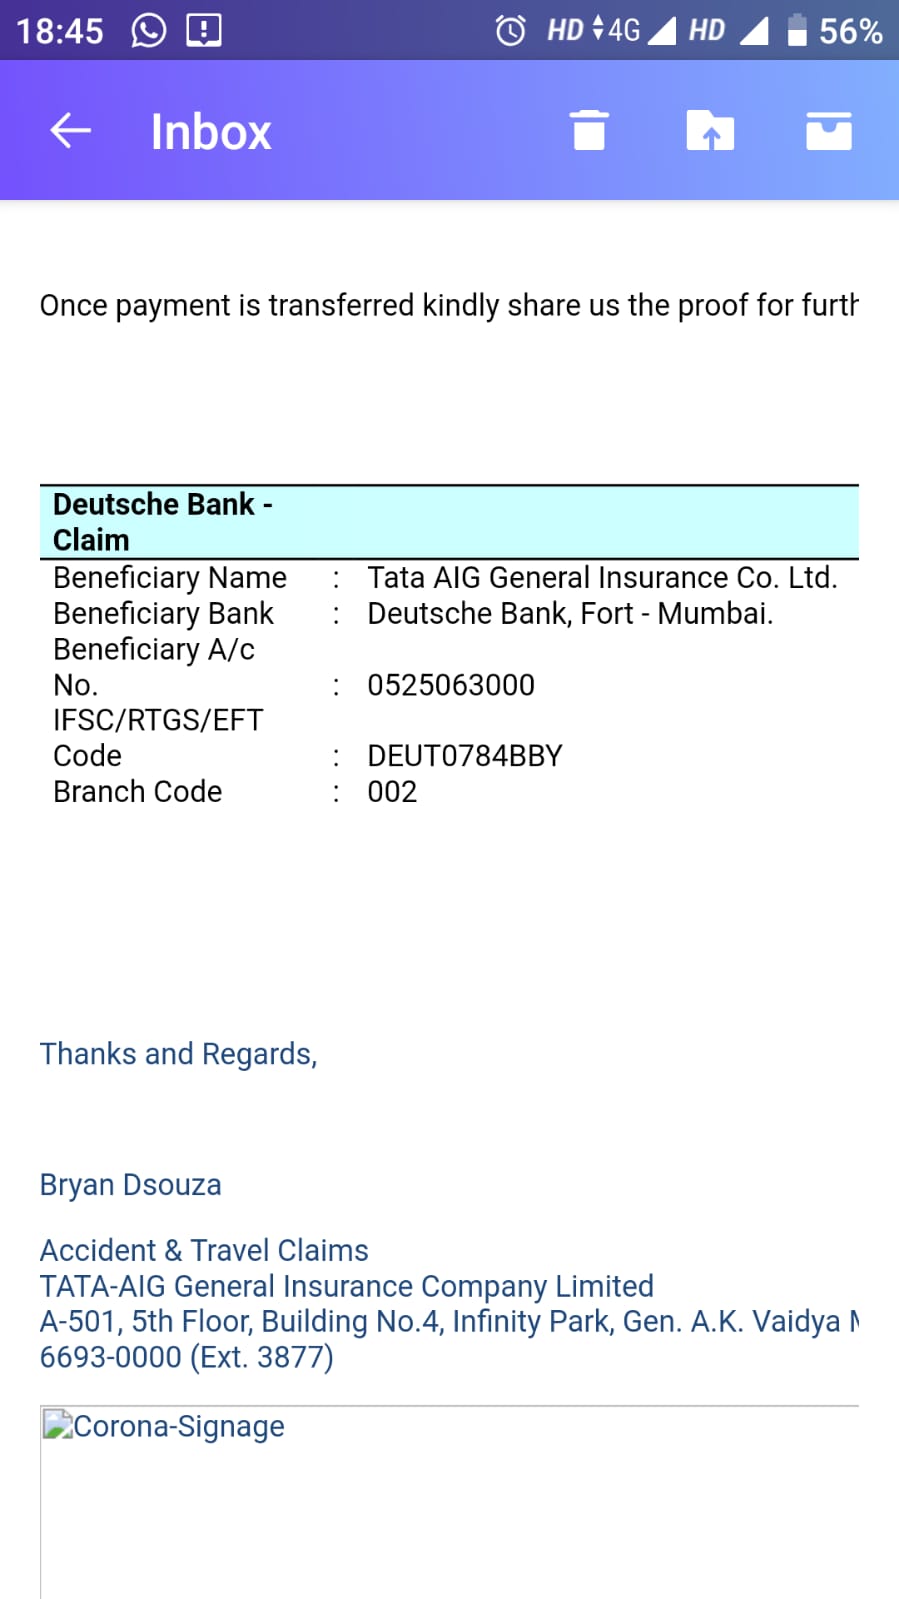 18:45 HD 4G HD 56%
Inbox
Once payment is transferred kindly share us the proof for furth
Deutsche Bank -
Claim
Beneficiary Name : Tata AIG General Insurance Co. Ltd.
Beneficiary Bank : Deutsche Bank, Fort - Mumbai.
Beneficiary A/c
No. : 0525063000
IFSC/RTGS/EFT
Code : DEUT0784BBY
Branch Code : 002
Thanks and Regards,
Bryan Dsouza
Accident & Travel Claims
TATA-AIG General Insurance Company Limited
A-501, 5th Floor, Building No.4, Infinity Park, Gen. A.K. Vaidya
6693-0000 (Ext. 3877)
Corona-Signage